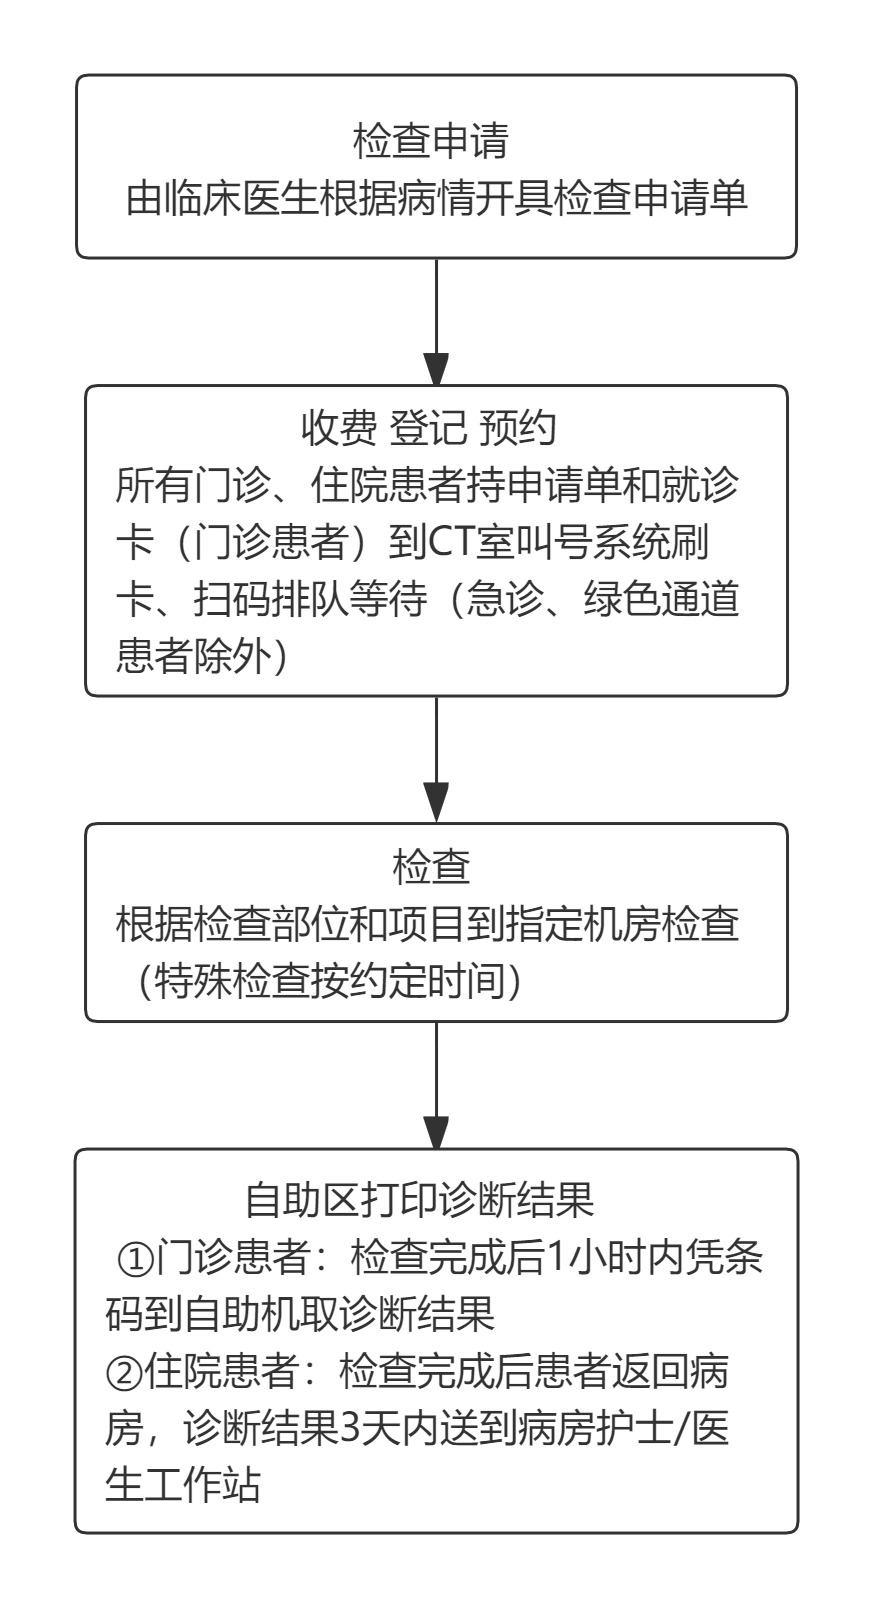 检查申请
由临床医生根据病情开具检查申请单
收费 登记 预约
所有门诊、住院患者持申请单和就诊
卡（门诊患者）到CT室叫号系统刷
卡、扫码排队等待（急诊、绿色通道
患者除外）
检查
根据检查部位和项目到指定机房检查
（特殊检查按约定时间）
自助区打印诊断结果
①门诊患者：检查完成后1小时内凭条
码到自助机取诊断结果
②住院患者：检查完成后患者返回病
房，诊断结果3天内送到病房护士/医
生工作站